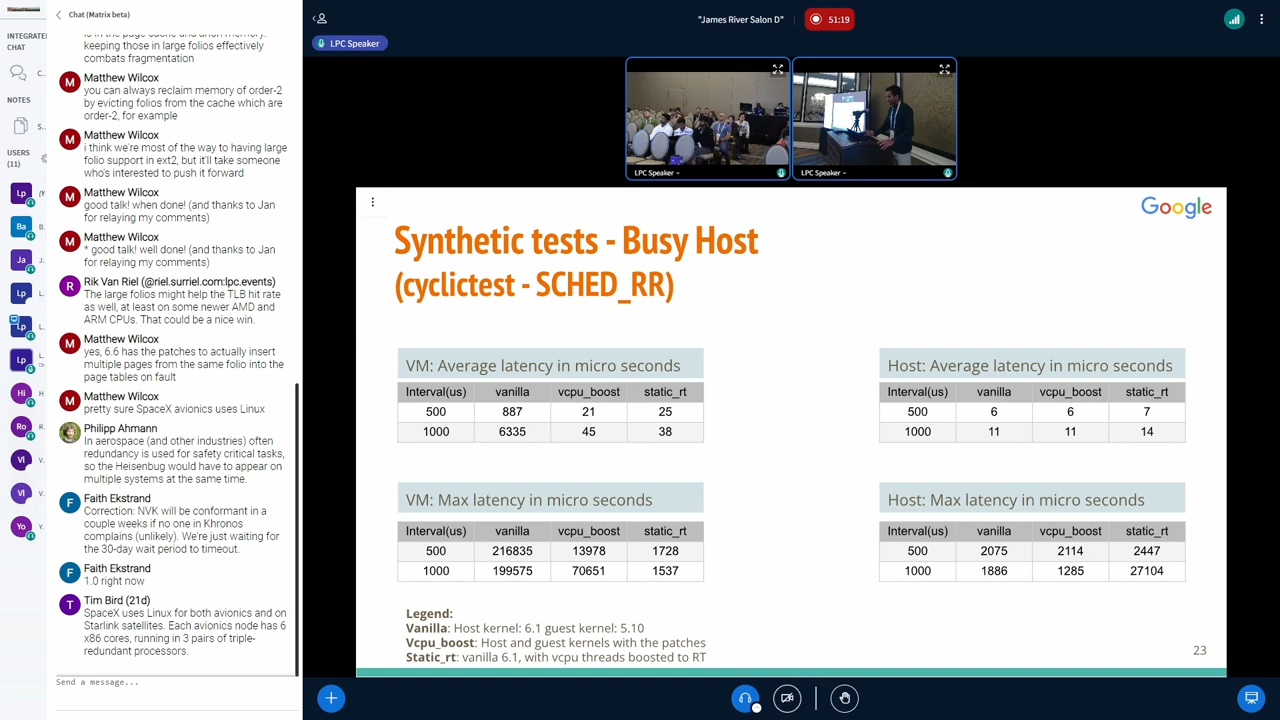 Chat (Matrix beta)
INTEGRATE
CHAT
C...
NOTES
S...
USERS
(11)
Lp
Ba
B.
Ja
J.
Lp
L.
Lp
L.
Lp
Hi
H.
Ro
R.
Vl
V.
Vl
V.
Yo
Y.
is in the page cache and anon memory.
keeping those in large folios effectively
combats fragmentation
M
Matthew Wilcox
you can always reclaim memory of order-2
by evicting folios from the cache which are
order-2, for example
M
Matthew Wilcox
i think we're most of the way to having large
folio support in ext2, but it'll take someone
who's interested to push it forward
M
Matthew Wilcox
good talk! when done! (and thanks to Jan
for relaying my comments)
M
Matthew Wilcox
* good talk! well done! (and thanks to Jan
for relaying my comments)
R
Rik Van Riel (@riel.surriel.com:lpc.events)
The large folios might help the TLB hit rate
as well, at least on some newer AMD and
ARM CPUs. That could be a nice win.
M
Matthew Wilcox
yes, 6.6 has the patches to actually insert
multiple pages from the same folio into the
page tables on fault
M
Matthew Wilcox
pretty sure SpaceX avionics uses Linux
Philipp Ahmann
In aerospace (and other industries) often
redundancy is used for safety critical tasks,
so the Heisenbug would have to appear on
multiple systems at the same time.
F
Faith Ekstrand
Correction: NVK will be conformant in a
couple weeks if no one in Khronos
complains (unlikely). We're just waiting for
the 30-day wait period to timeout.
F
Faith Ekstrand
1.0 right now
T
Tim Bird (21d)
SpaceX uses Linux for both avionics and on
Starlink satellites. Each avionics node has 6
x86 cores, running in 3 pairs of triple-
redundant processors.
Send a message...
"James River Salon D"
51:19
LPC Speaker
LPC Speaker
LPC Speaker
Google
Synthetic tests - Busy Host
(cyclictest - SCHED_RR)
VM: Average latency in micro seconds
Interval(us) vanilla vcpu_boost static_rt
500 887 21 25
1000 6335 45 38
Host: Average latency in micro seconds
Interval(us) vanilla vcpu_boost static_rt
500 6 6 7
1000 11 11 14
VM: Max latency in micro seconds
Interval(us) vanilla vcpu_boost static_rt
500 216835 13978 1728
1000 199575 70651 1537
Host: Max latency in micro seconds
Interval(us) vanilla vcpu_boost static_rt
500 2075 2114 2447
1000 1886 1285 27104
Legend:
Vanilla: Host kernel: 6.1 guest kernel: 5.10
Vcpu_boost: Host and guest kernels with the patches
Static_rt: vanilla 6.1, with vcpu threads boosted to RT
23